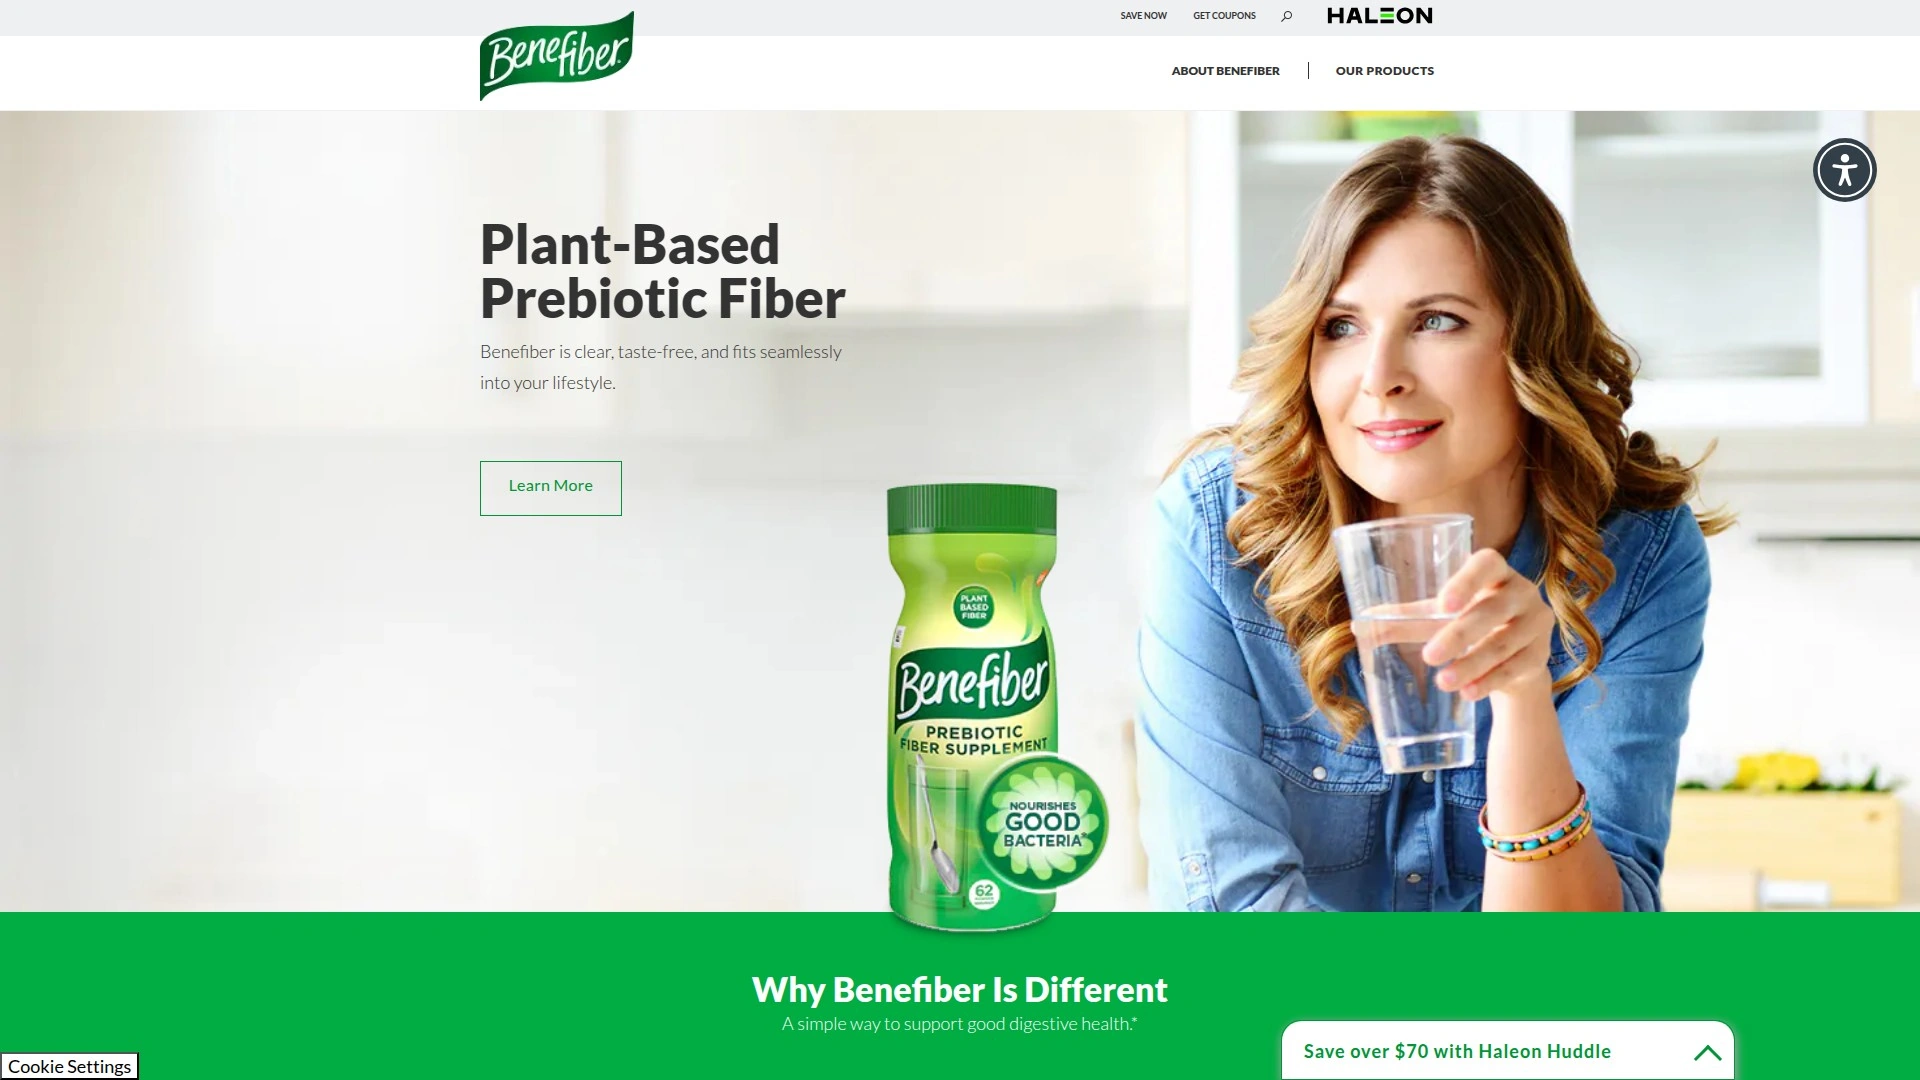 SAVE NOW
GET COUPONS
HALEON
Benefiber
ABOUT BENEFIBER
OUR PRODUCTS
Plant-Based
Prebiotic Fiber
Benefiber is clear, taste-free, and fits seamlessly
into your lifestyle.
Learn More
PLANT
BASED
FIBER
Benefiber
PREBIOTIC
FIBER SUPPLEMENT
NOURISHES
GOOD
BACTERIA*
62
Why Benefiber Is Different
A simple way to support good digestive health.*
Save over $70 with Haleon Huddle
Cookie Settings